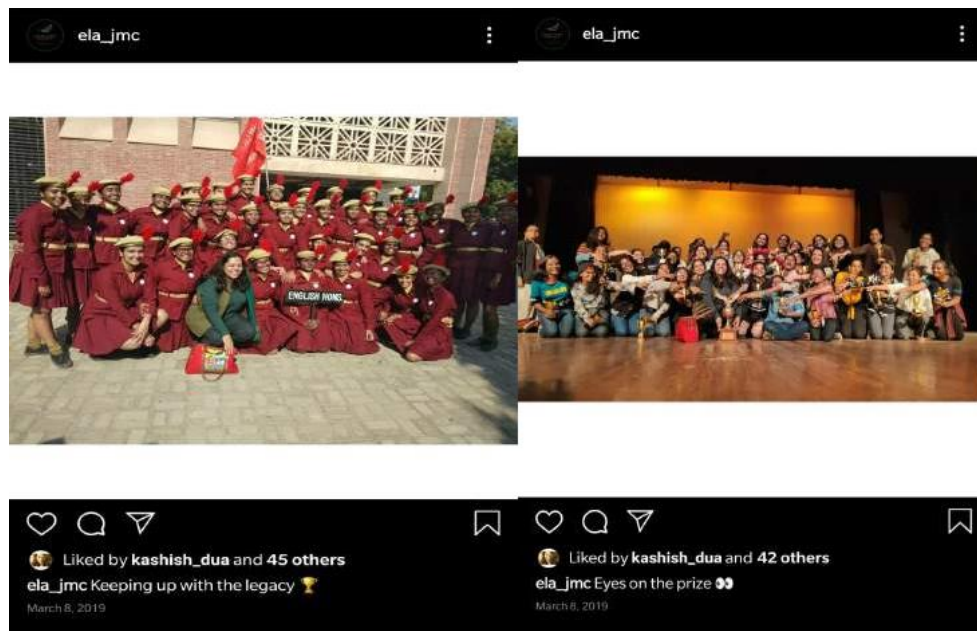 ela_jmc
ENGLISH HONS.
Liked by kashish_dua and 45 others
ela_jmc Keeping up with the legacy 🏆
March 8, 2019
ela_jmc
Liked by kashish_dua and 42 others
ela_jmc Eyes on the prize 👀
March 8, 2019